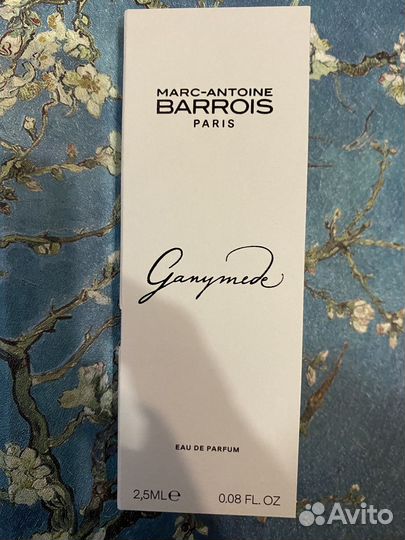 MARC-ANTOINE
BARROIS
PARIS
Ganymede
EAU DE PARFUM
2,5ML℮ 0.08 FL. OZ
Avito